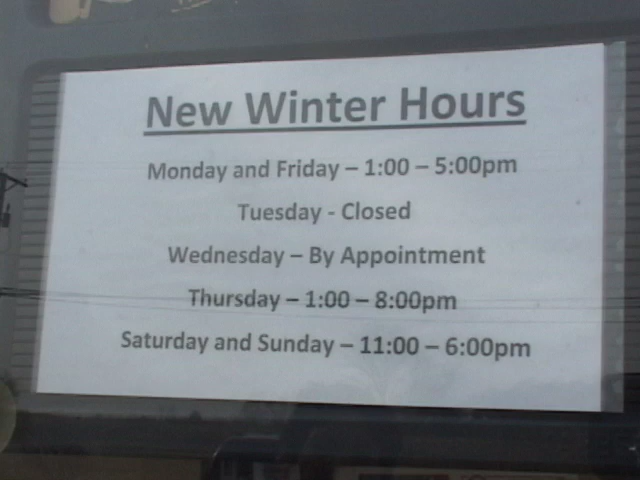 New Winter Hours
Monday and Friday – 1:00 – 5:00pm
Tuesday - Closed
Wednesday – By Appointment
Thursday – 1:00 – 8:00pm
Saturday and Sunday – 11:00 – 6:00pm